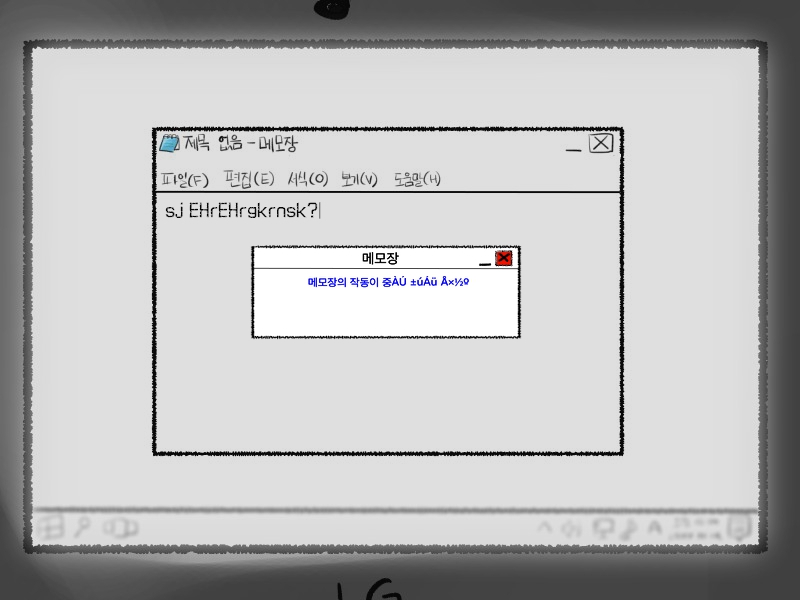 제목 없음 - 메모장
파일(F) 편집(E) 서식(O) 보기(V) 도움말(H)
sj EHrEHrgkrnsk?
메모장
메모장의 작동이 중ÀÚ ±úÁü Å×½º
LG